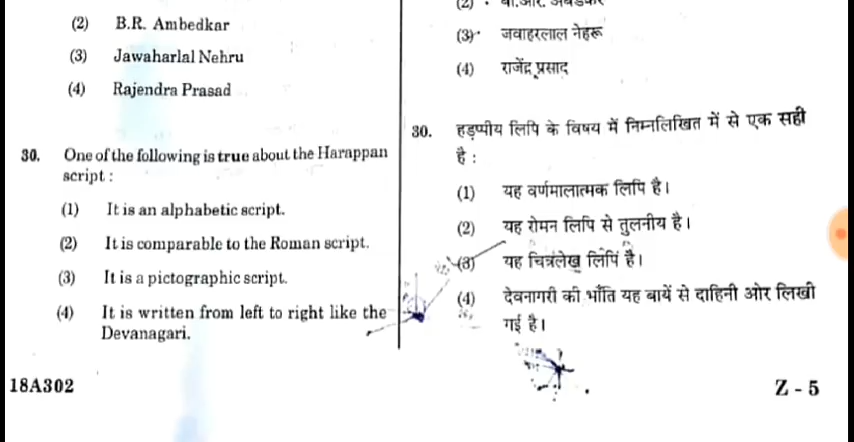 (2) B.R. Ambedkar
(3) Jawaharlal Nehru
(4) Rajendra Prasad
30. One of the following is true about the Harappan
script :
(1) It is an alphabetic script.
(2) It is comparable to the Roman script.
(3) It is a pictographic script.
(4) It is written from left to right like the
Devanagari.
18A302
(2)
(3) जवाहरलाल नेहरू
(4) राजेंद्र प्रसाद
30. हड़प्पीय लिपि के विषय में निम्नलिखित में से एक सही
है :
(1) यह वर्णमालात्मक लिपि है।
(2) यह रोमन लिपि से तुलनीय है।
(3) यह चित्रलेख लिपि है।
(4) देवनागरी की भाँति यह बायें से दाहिनी ओर लिखी
गई है।
Z - 5